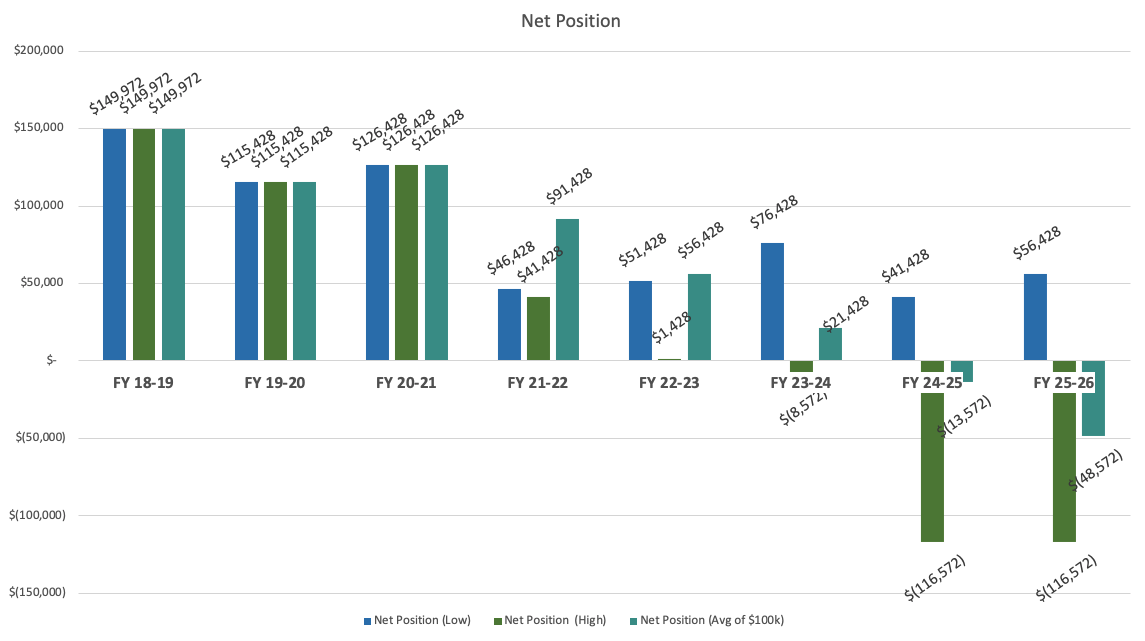 Net Position
$200,000
$150,000
$100,000
$50,000
$-
$(50,000)
$(100,000)
$(150,000)
$149,972
$149,972
$149,972
$115,428
$115,428
$115,428
$126,428
$126,428
$126,428
$46,428
$41,428
$91,428
$51,428
$1,428
$56,428
$76,428
$(8,572)
$21,428
$41,428
$(116,572)
$(13,572)
$56,428
$(116,572)
$(48,572)
FY 18-19
FY 19-20
FY 20-21
FY 21-22
FY 22-23
FY 23-24
FY 24-25
FY 25-26
Net Position (Low)
Net Position (High)
Net Position (Avg of $100k)